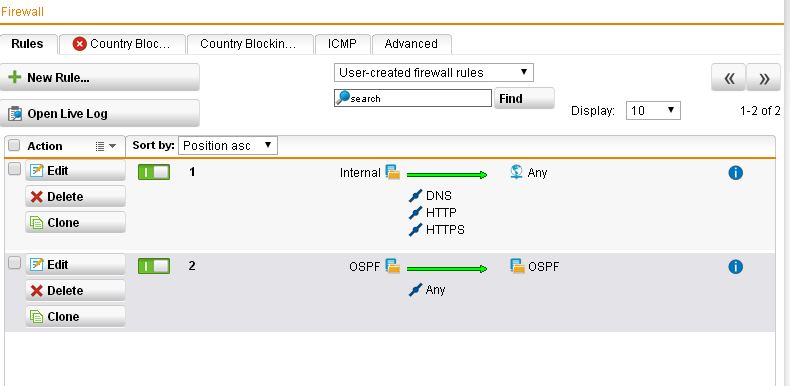 Firewall
Rules Country Bloc... Country Blockin... ICMP Advanced
New Rule... User-created firewall rules « »
search Find Display: 10 1-2 of 2
Open Live Log
Action Sort by: Position asc
Edit 1 Internal Any
Delete DNS
HTTP
Clone HTTPS
Edit 2 OSPF OSPF
Delete Any
Clone